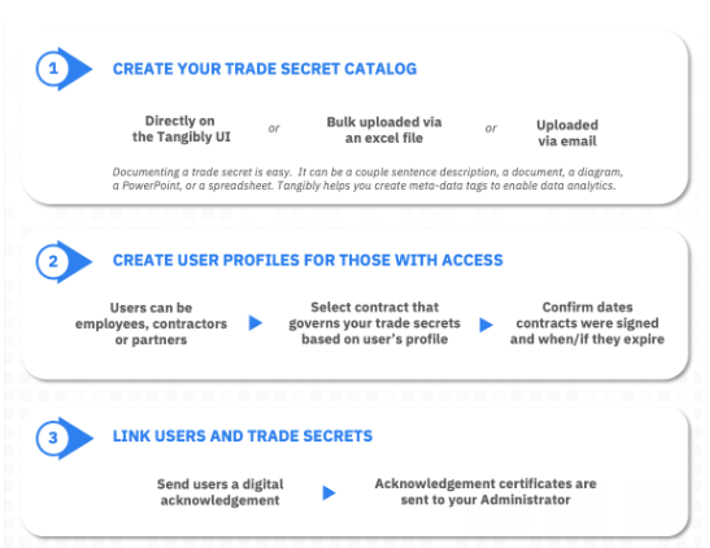 1
CREATE YOUR TRADE SECRET CATALOG
Directly on
the Tangibly UI
or
Bulk uploaded via
an excel file
or
Uploaded
via email
Documenting a trade secret is easy. It can be a couple sentence description, a document, a diagram,
a PowerPoint, or a spreadsheet. Tangibly helps you create meta-data tags to enable data analytics.
2
CREATE USER PROFILES FOR THOSE WITH ACCESS
Users can be
employees, contractors
or partners
Select contract that
governs your trade secrets
based on user's profile
Confirm dates
contracts were signed
and when/if they expire
3
LINK USERS AND TRADE SECRETS
Send users a digital
acknowledgement
Acknowledgement certificates are
sent to your Administrator